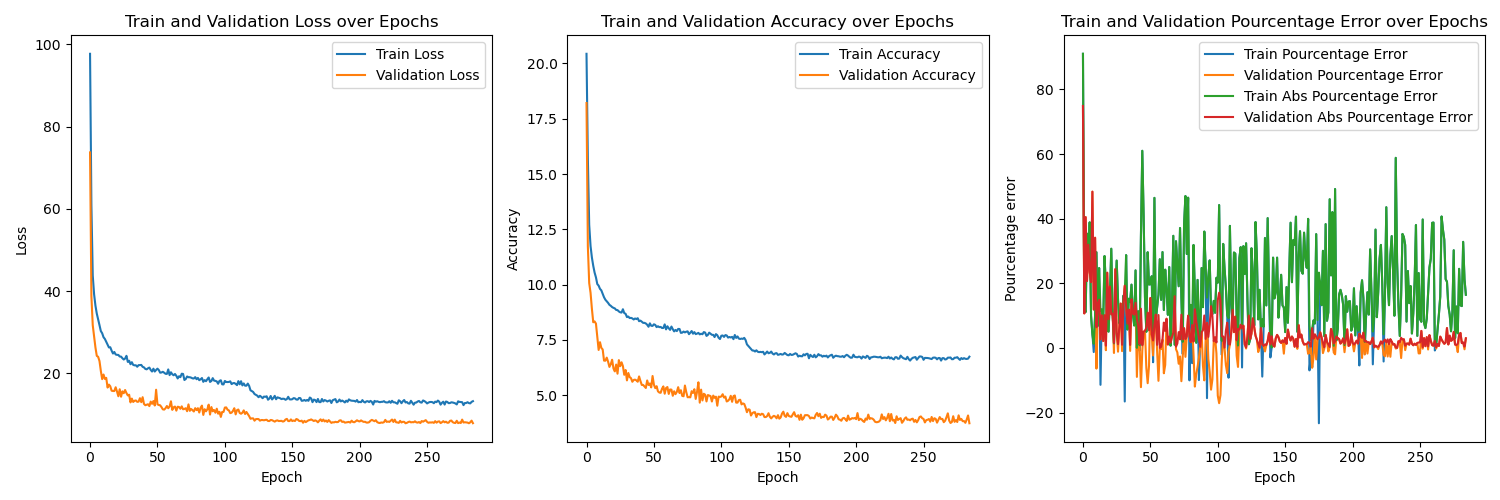 Train and Validation Loss over Epochs
100
80
60
40
20
Loss
0 50 100 150 200 250
Epoch
Train Loss
Validation Loss
Train and Validation Accuracy over Epochs
20.0
17.5
15.0
12.5
10.0
7.5
5.0
Accuracy
0 50 100 150 200 250
Epoch
Train Accuracy
Validation Accuracy
Train and Validation Pourcentage Error over Epochs
80
60
40
20
0
−20
Pourcentage error
0 50 100 150 200 250
Epoch
Train Pourcentage Error
Validation Pourcentage Error
Train Abs Pourcentage Error
Validation Abs Pourcentage Error